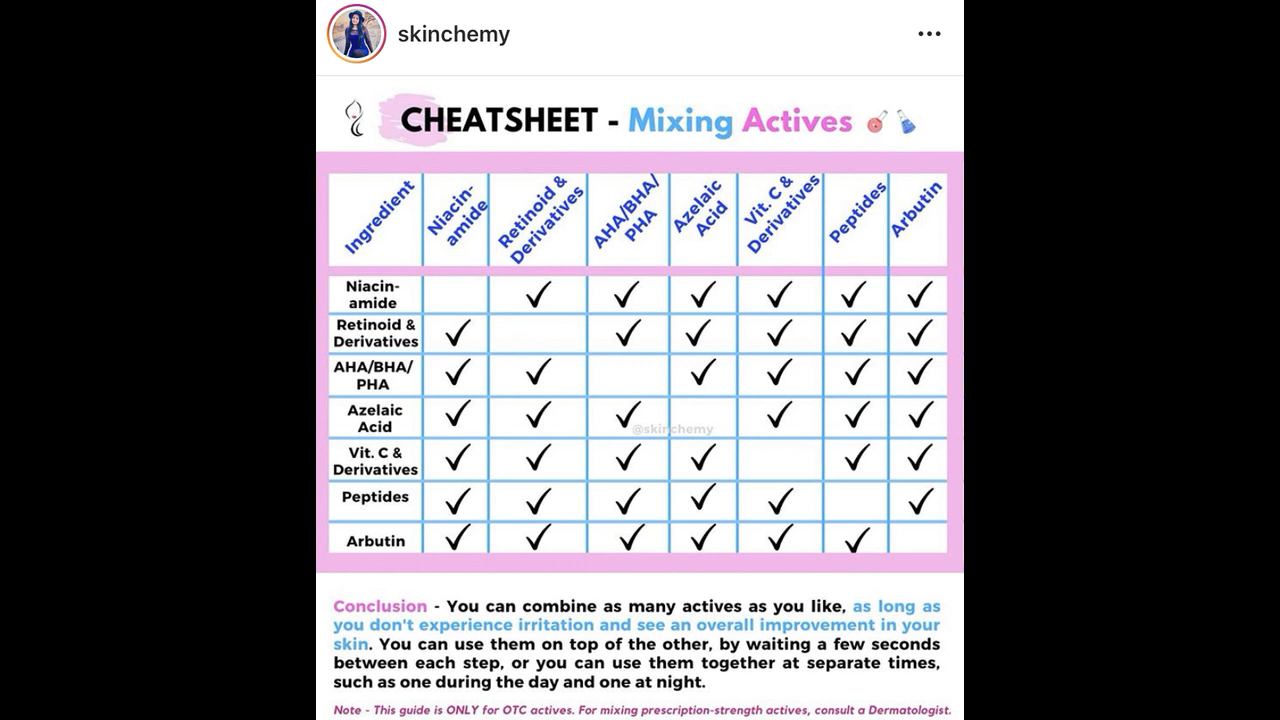 skinchemy
CHEATSHEET - Mixing Actives
Ingredient
Niacin-
amide
Retinoid &
Derivatives
AHA/BHA/
PHA
Azelaic
Acid
Vit. C &
Derivatives
Peptides
Arbutin
Niacin-
amide
✓ ✓ ✓ ✓ ✓ ✓
Retinoid &
Derivatives
✓ ✓ ✓ ✓ ✓ ✓
AHA/BHA/
PHA
✓ ✓ ✓ ✓ ✓ ✓
Azelaic
Acid
✓ ✓ ✓ ✓ ✓ ✓
@skinchemy
Vit. C &
Derivatives
✓ ✓ ✓ ✓ ✓ ✓
Peptides
✓ ✓ ✓ ✓ ✓ ✓
Arbutin
✓ ✓ ✓ ✓ ✓ ✓
Conclusion - You can combine as many actives as you like, as long as
you don't experience irritation and see an overall improvement in your
skin. You can use them on top of the other, by waiting a few seconds
between each step, or you can use them together at separate times,
such as one during the day and one at night.
Note - This guide is ONLY for OTC actives. For mixing prescription-strength actives, consult a Dermatologist.